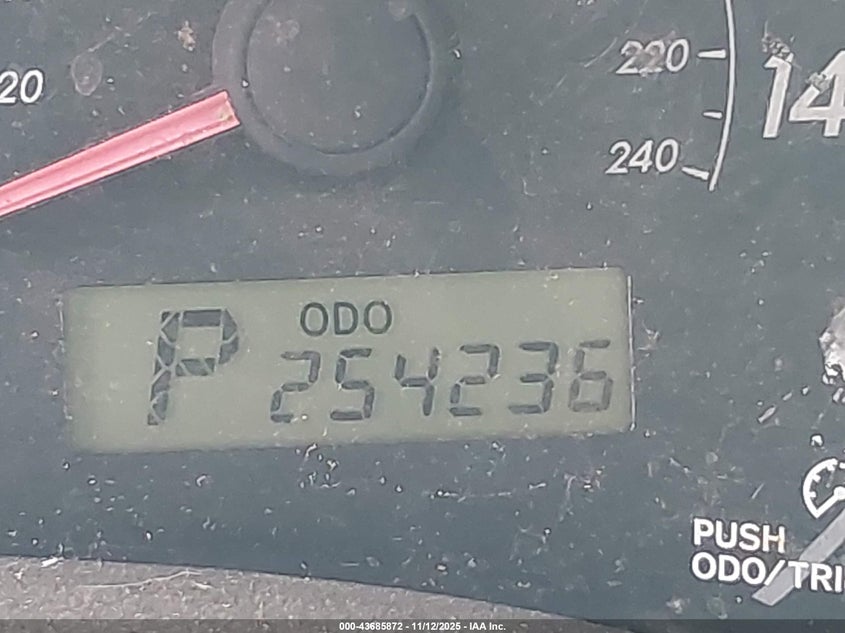 20
220
240
14
ODO
P 254236
PUSH
ODO/TRI
000-43685872 - 11/12/2025 - IAA Inc.